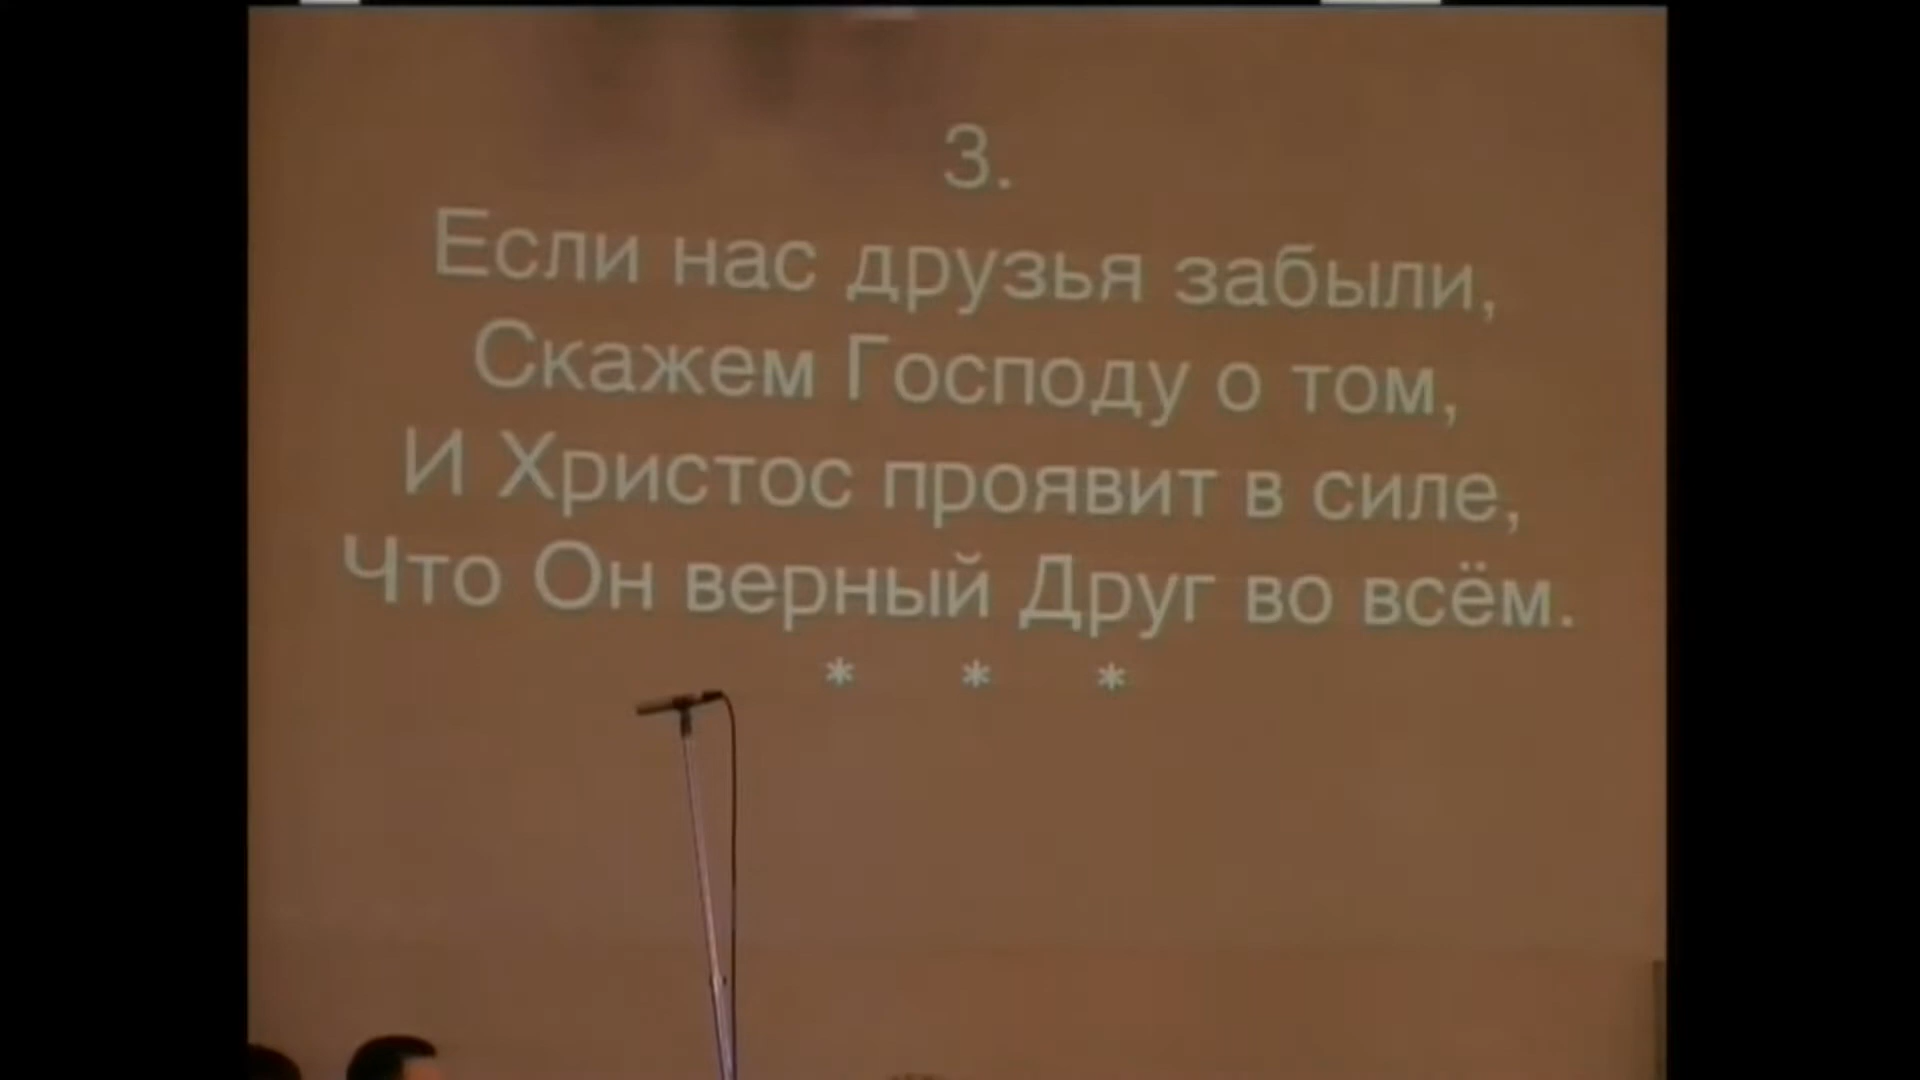 3.
Если нас друзья забыли,
Скажем Господу о том,
И Христос проявит в силе,
Что Он верный Друг во всём.
* * *